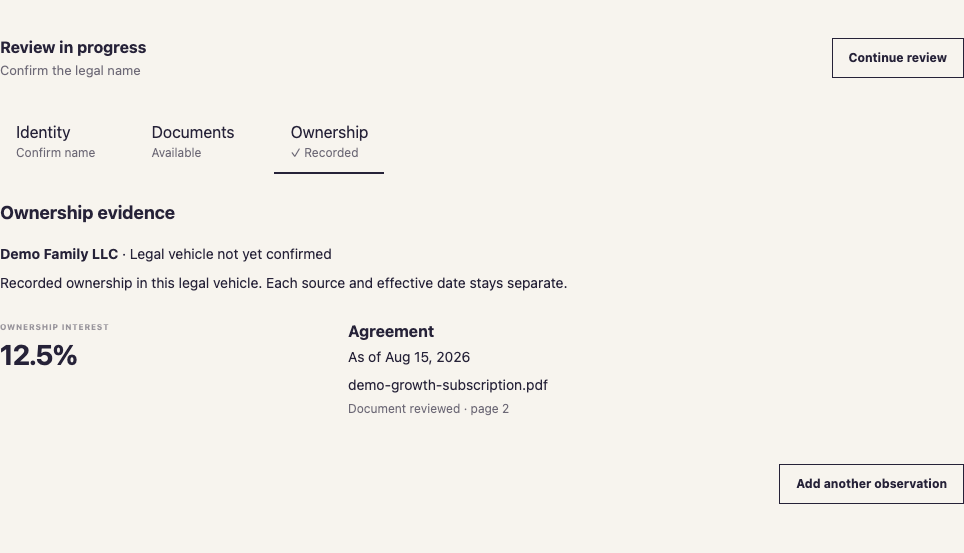 Review in progress
Confirm the legal name
Continue review
Identity
Confirm name
Documents
Available
Ownership
✓ Recorded
Ownership evidence
Demo Family LLC · Legal vehicle not yet confirmed
Recorded ownership in this legal vehicle. Each source and effective date stays separate.
OWNERSHIP INTEREST
12.5%
Agreement
As of Aug 15, 2026
demo-growth-subscription.pdf
Document reviewed · page 2
Add another observation